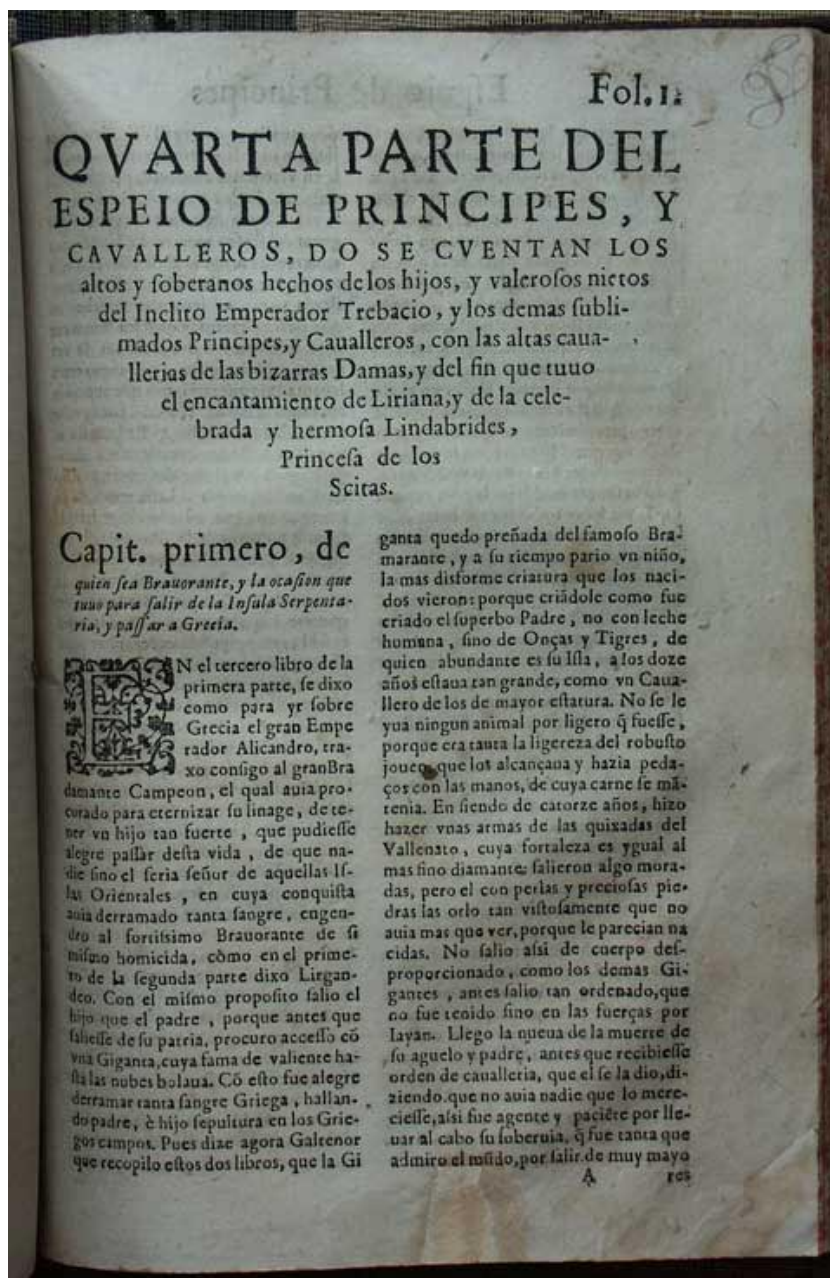 Fol. 1.
QVARTA PARTE DEL
ESPEIO DE PRINCIPES, Y
CAVALLEROS, DO SE CVENTAN LOS
altos y ſoberanos hechos de los hijos, y valeroſos nietos
del Inclito Emperador Trebacio, y los demas ſubli-
mados Principes, y Caualleros, con las altas caua-
llerias de las bizarras Damas, y del fin que tuuo
el encantamiento de Liriana, y de la cele-
brada y hermoſa Lindabrides,
Princeſa de los
Scitas.
Capit. primero, de
quien ſea Brauorante, y la ocaſion que
tuuo para ſalir de la Inſula Serpenta-
ria, y paſſar a Grecia.
EN el tercero libro de la
primera parte, ſe dixo
como para yr ſobre
Grecia el gran Empe
rador Alicandro, tra-
xo conſigo al gran Bra
damante Campeon, el qual auia pro-
curado para eternizar ſu linage, de te-
ner vn hijo tan fuerte, que pudieſſe
alegre paſſar deſta vida, de que na-
die ſino el ſeria ſeñor de aquellas Iſ-
las Orientales, en cuya conquiſta
auia derramado tanta ſangre, engen-
dro al fortiſsimo Brauorante de ſi
miſmo homicida, cõmo en el prime-
ro de la ſegunda parte dixo Lirgan-
deo. Con el miſmo propoſito ſalio el
hijo que el padre, porque antes que
ſalieſſe de ſu patria, procuro acceſſo cõ
vna Giganta, cuya fama de valiente ha-
ſta las nubes bolaua. Cõ eſto fue alegre
derramar tanta ſangre Griega, hallan-
do padre, è hijo ſepultura en los Grie-
gos campos. Pues dize agora Galtenor
que recopilo eſtos dos libros, que la Gi
ganta quedo preñada del famoſo Bra-
marante, y a ſu tiempo pario vn niño,
la mas disforme criatura que los naci-
dos vieron: porque criãdole como fue
criado el ſuperbo Padre, no con leche
humana, ſino de Onças y Tigres, de
quien abundante es ſu Iſla, a los doze
años eſtaua tan grande, como vn Caua-
llero de los de mayor eſtatura. No ſe le
yua ningun animal por ligero q̃ fueſſe,
porque era tanta la ligereza del robuſto
jouen, que los alcançaua y hazia peda-
ços con las manos, de cuya carne ſe mã-
tenia. En ſiendo de catorze años, hizo
hazer vnas armas de las quixadas del
Vallenato, cuya fortaleza es ygual al
mas fino diamante: ſalieron algo mora-
das, pero el con perlas y precioſas pie-
dras las orlo tan viſtoſamente que no
auia mas que ver, porque le parecian na
cidas. No ſalio aſsi de cuerpo deſ-
proporcionado, como los demas Gi-
gantes, antes ſalio tan ordenado, que
no fue tenido ſino en las fuerças por
Iayan. Llego la nueua de la muerte de
ſu aguelo y padre, antes que recibieſſe
orden de caualleria, que el ſe la dio, di-
ziendo. que no auia nadie que lo mere-
cieſſe, aſsi fue agente y paciẽte por lle-
uar al cabo ſu ſoberuia, q̃ fue tanta que
admiro el mũdo, por ſalir de muy mayo
A res